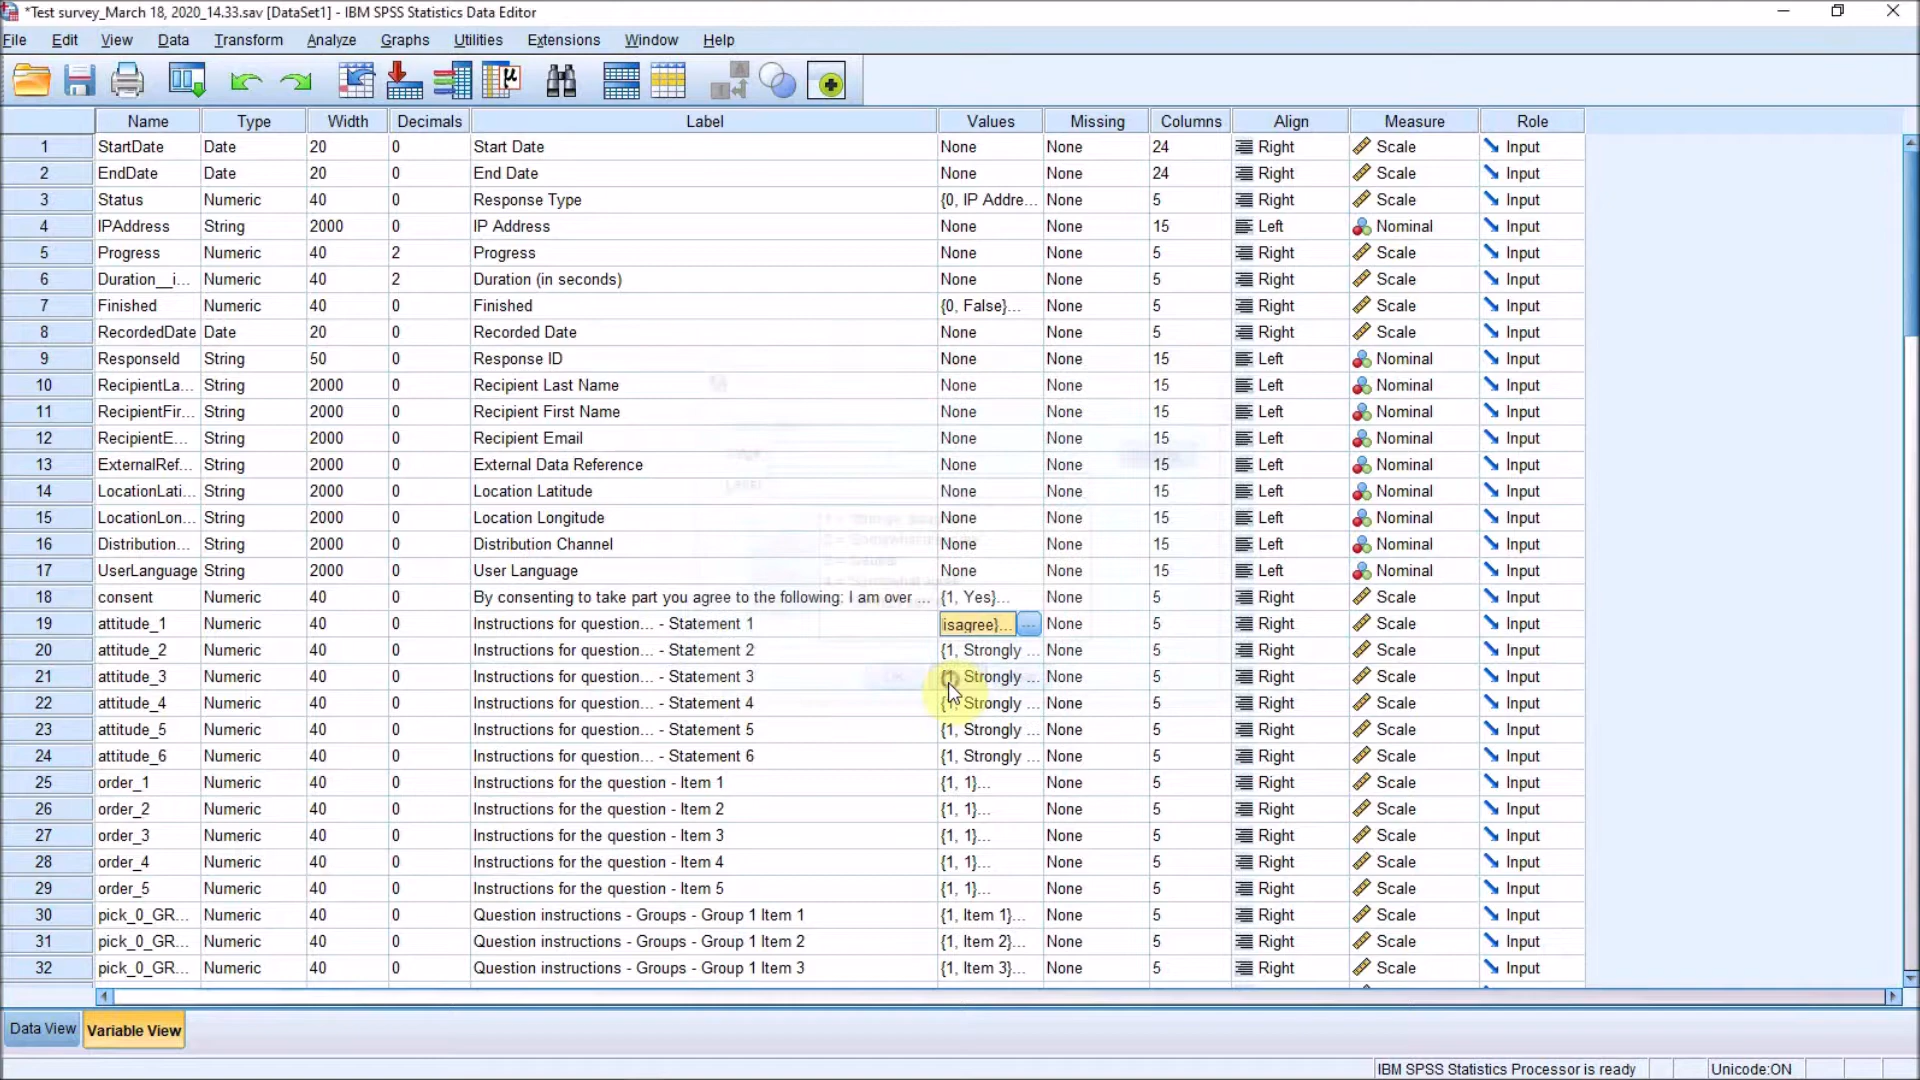 *Test survey_March 18, 2020_14.33.sav [DataSet1] - IBM SPSS Statistics Data Editor
File Edit View Data Transform Analyze Graphs Utilities Extensions Window Help
Name Type Width Decimals Label Values Missing Columns Align Measure Role
1 StartDate Date 20 0 Start Date None None 24 Right Scale Input
2 EndDate Date 20 0 End Date None None 24 Right Scale Input
3 Status Numeric 40 0 Response Type {0, IP Addre... None 5 Right Scale Input
4 IPAddress String 2000 0 IP Address None None 15 Left Nominal Input
5 Progress Numeric 40 2 Progress None None 5 Right Scale Input
6 Duration__i... Numeric 40 2 Duration (in seconds) None None 5 Right Scale Input
7 Finished Numeric 40 0 Finished {0, False}... None 5 Right Scale Input
8 RecordedDate Date 20 0 Recorded Date None None 5 Right Scale Input
9 ResponseId String 50 0 Response ID None None 15 Left Nominal Input
10 RecipientLa... String 2000 0 Recipient Last Name None None 15 Left Nominal Input
11 RecipientFir... String 2000 0 Recipient First Name None None 15 Left Nominal Input
12 RecipientE... String 2000 0 Recipient Email None None 15 Left Nominal Input
13 ExternalRef... String 2000 0 External Data Reference None None 15 Left Nominal Input
14 LocationLati... String 2000 0 Location Latitude None None 15 Left Nominal Input
15 LocationLon... String 2000 0 Location Longitude None None 15 Left Nominal Input
16 Distribution... String 2000 0 Distribution Channel None None 15 Left Nominal Input
17 UserLanguage String 2000 0 User Language None None 15 Left Nominal Input
18 consent Numeric 40 0 By consenting to take part you agree to the following: I am over ... {1, Yes}... None 5 Right Scale Input
19 attitude_1 Numeric 40 0 Instructions for question... - Statement 1 isagree}... ... None 5 Right Scale Input
20 attitude_2 Numeric 40 0 Instructions for question... - Statement 2 {1, Strongly ... None 5 Right Scale Input
21 attitude_3 Numeric 40 0 Instructions for question... - Statement 3 {1, Strongly ... None 5 Right Scale Input
22 attitude_4 Numeric 40 0 Instructions for question... - Statement 4 {1, Strongly ... None 5 Right Scale Input
23 attitude_5 Numeric 40 0 Instructions for question... - Statement 5 {1, Strongly ... None 5 Right Scale Input
24 attitude_6 Numeric 40 0 Instructions for question... - Statement 6 {1, Strongly ... None 5 Right Scale Input
25 order_1 Numeric 40 0 Instructions for the question - Item 1 {1, 1}... None 5 Right Scale Input
26 order_2 Numeric 40 0 Instructions for the question - Item 2 {1, 1}... None 5 Right Scale Input
27 order_3 Numeric 40 0 Instructions for the question - Item 3 {1, 1}... None 5 Right Scale Input
28 order_4 Numeric 40 0 Instructions for the question - Item 4 {1, 1}... None 5 Right Scale Input
29 order_5 Numeric 40 0 Instructions for the question - Item 5 {1, 1}... None 5 Right Scale Input
30 pick_0_GR... Numeric 40 0 Question instructions - Groups - Group 1 Item 1 {1, Item 1}... None 5 Right Scale Input
31 pick_0_GR... Numeric 40 0 Question instructions - Groups - Group 1 Item 2 {1, Item 2}... None 5 Right Scale Input
32 pick_0_GR... Numeric 40 0 Question instructions - Groups - Group 1 Item 3 {1, Item 3}... None 5 Right Scale Input
Data View Variable View
IBM SPSS Statistics Processor is ready Unicode:ON